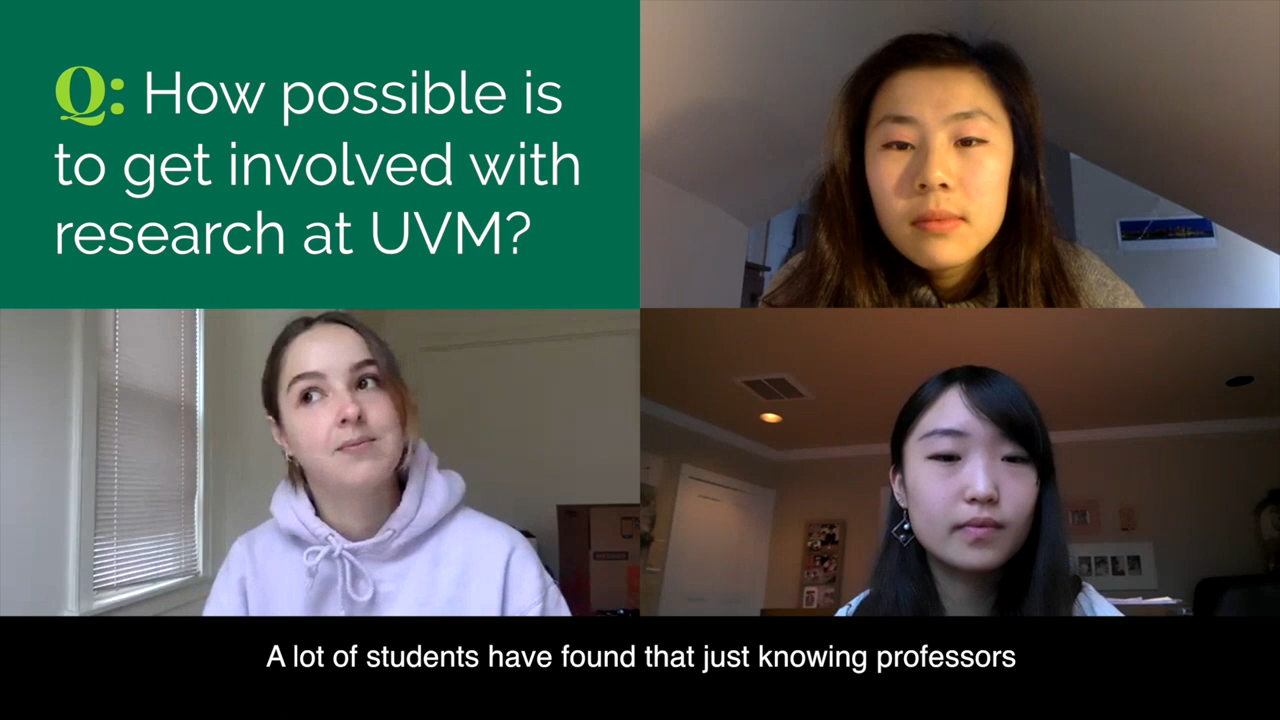 Q: How possible is
to get involved with
research at UVM?
A lot of students have found that just knowing professors